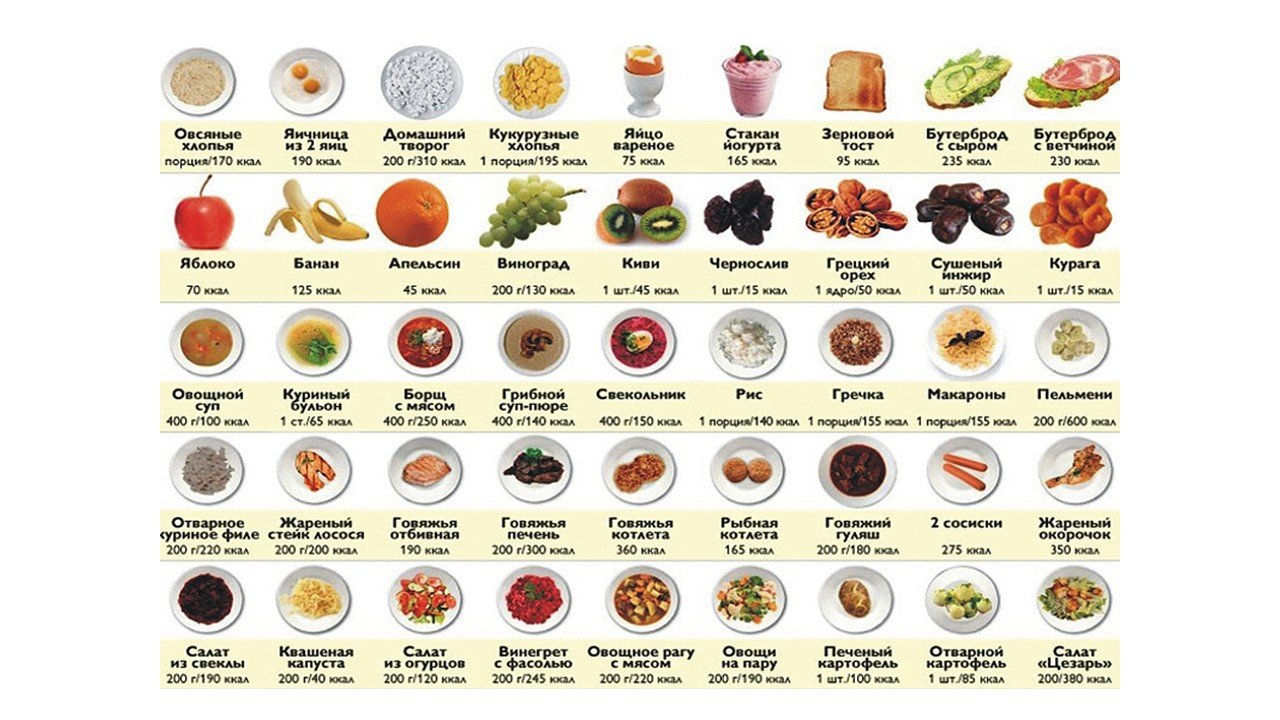 Овсяные Яичница Домашний Кукурузные Яйцо Стакан Зерновой Бутерброд Бутерброд
хлопья из 2 яиц творог хлопья вареное йогурта тост с сыром с ветчиной
порция/170 ккал 190 ккал 200 г/310 ккал 1 порция/195 ккал 75 ккал 165 ккал 95 ккал 235 ккал 230 ккал
Яблоко Банан Апельсин Виноград Киви Чернослив Грецкий орех Сушеный инжир Курага
70 ккал 125 ккал 45 ккал 200 г/130 ккал 1 шт./45 ккал 1 шт./15 ккал 1 ядро/50 ккал 1 шт./50 ккал 1 шт./15 ккал
Овощной Куриный Борщ Грибной Свекольник Рис Гречка Макароны Пельмени
суп бульон с мясом суп-пюре
400 г/100 ккал 1 ст./65 ккал 400 г/250 ккал 400 г/140 ккал 400 г/150 ккал 1 порция/140 ккал 1 порция/155 ккал 1 порция/155 ккал 200 г/600 ккал
Отварное Жареный Говяжья Говяжья Говяжья Рыбная Говяжий 2 сосиски Жареный
куриное филе стейк лосося отбивная печень котлета котлета гуляш окорочок
200 г/220 ккал 200 г/200 ккал 190 ккал 200 г/300 ккал 360 ккал 165 ккал 200 г/180 ккал 275 ккал 350 ккал
Салат Квашеная Салат Винегрет Овощное рагу Овощи Печеный Отварной Салат
из свеклы капуста из огурцов с фасолью с мясом на пару картофель картофель «Цезарь»
200 г/190 ккал 200 г/40 ккал 200 г/120 ккал 200 г/245 ккал 200 г/220 ккал 200 г/190 ккал 1 шт./100 ккал 1 шт./85 ккал 200/380 ккал